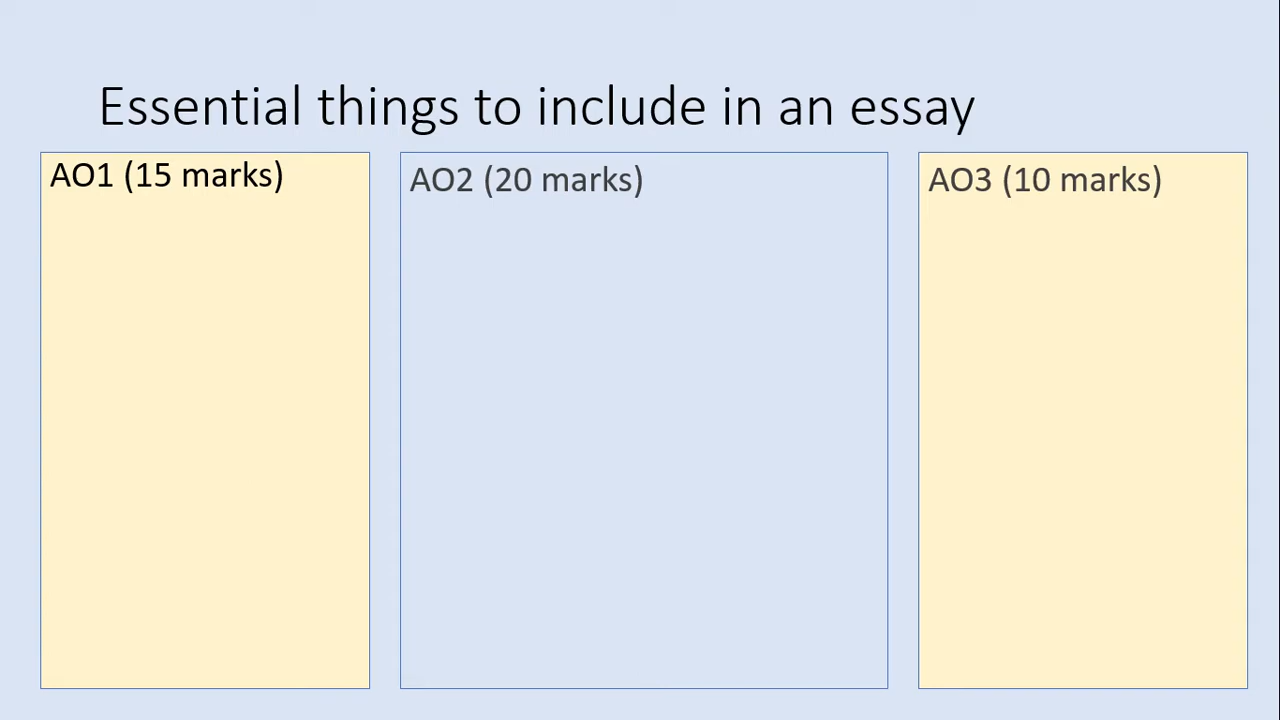 Essential things to include in an essay
AO1 (15 marks)
AO2 (20 marks)
AO3 (10 marks)